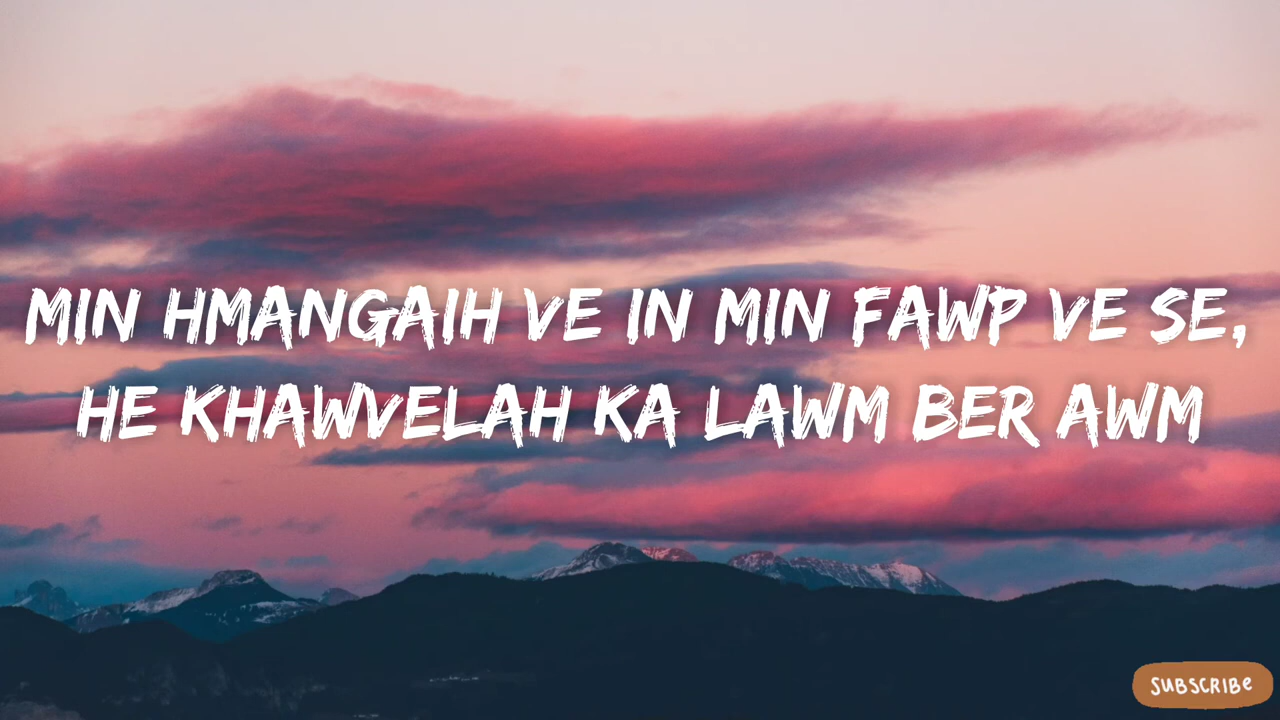 MIN HMANGAIH VE IN MIN FAWP VE SE,
HE KHAWVELAH KA LAWM BER AWM
SUBSCRIBE